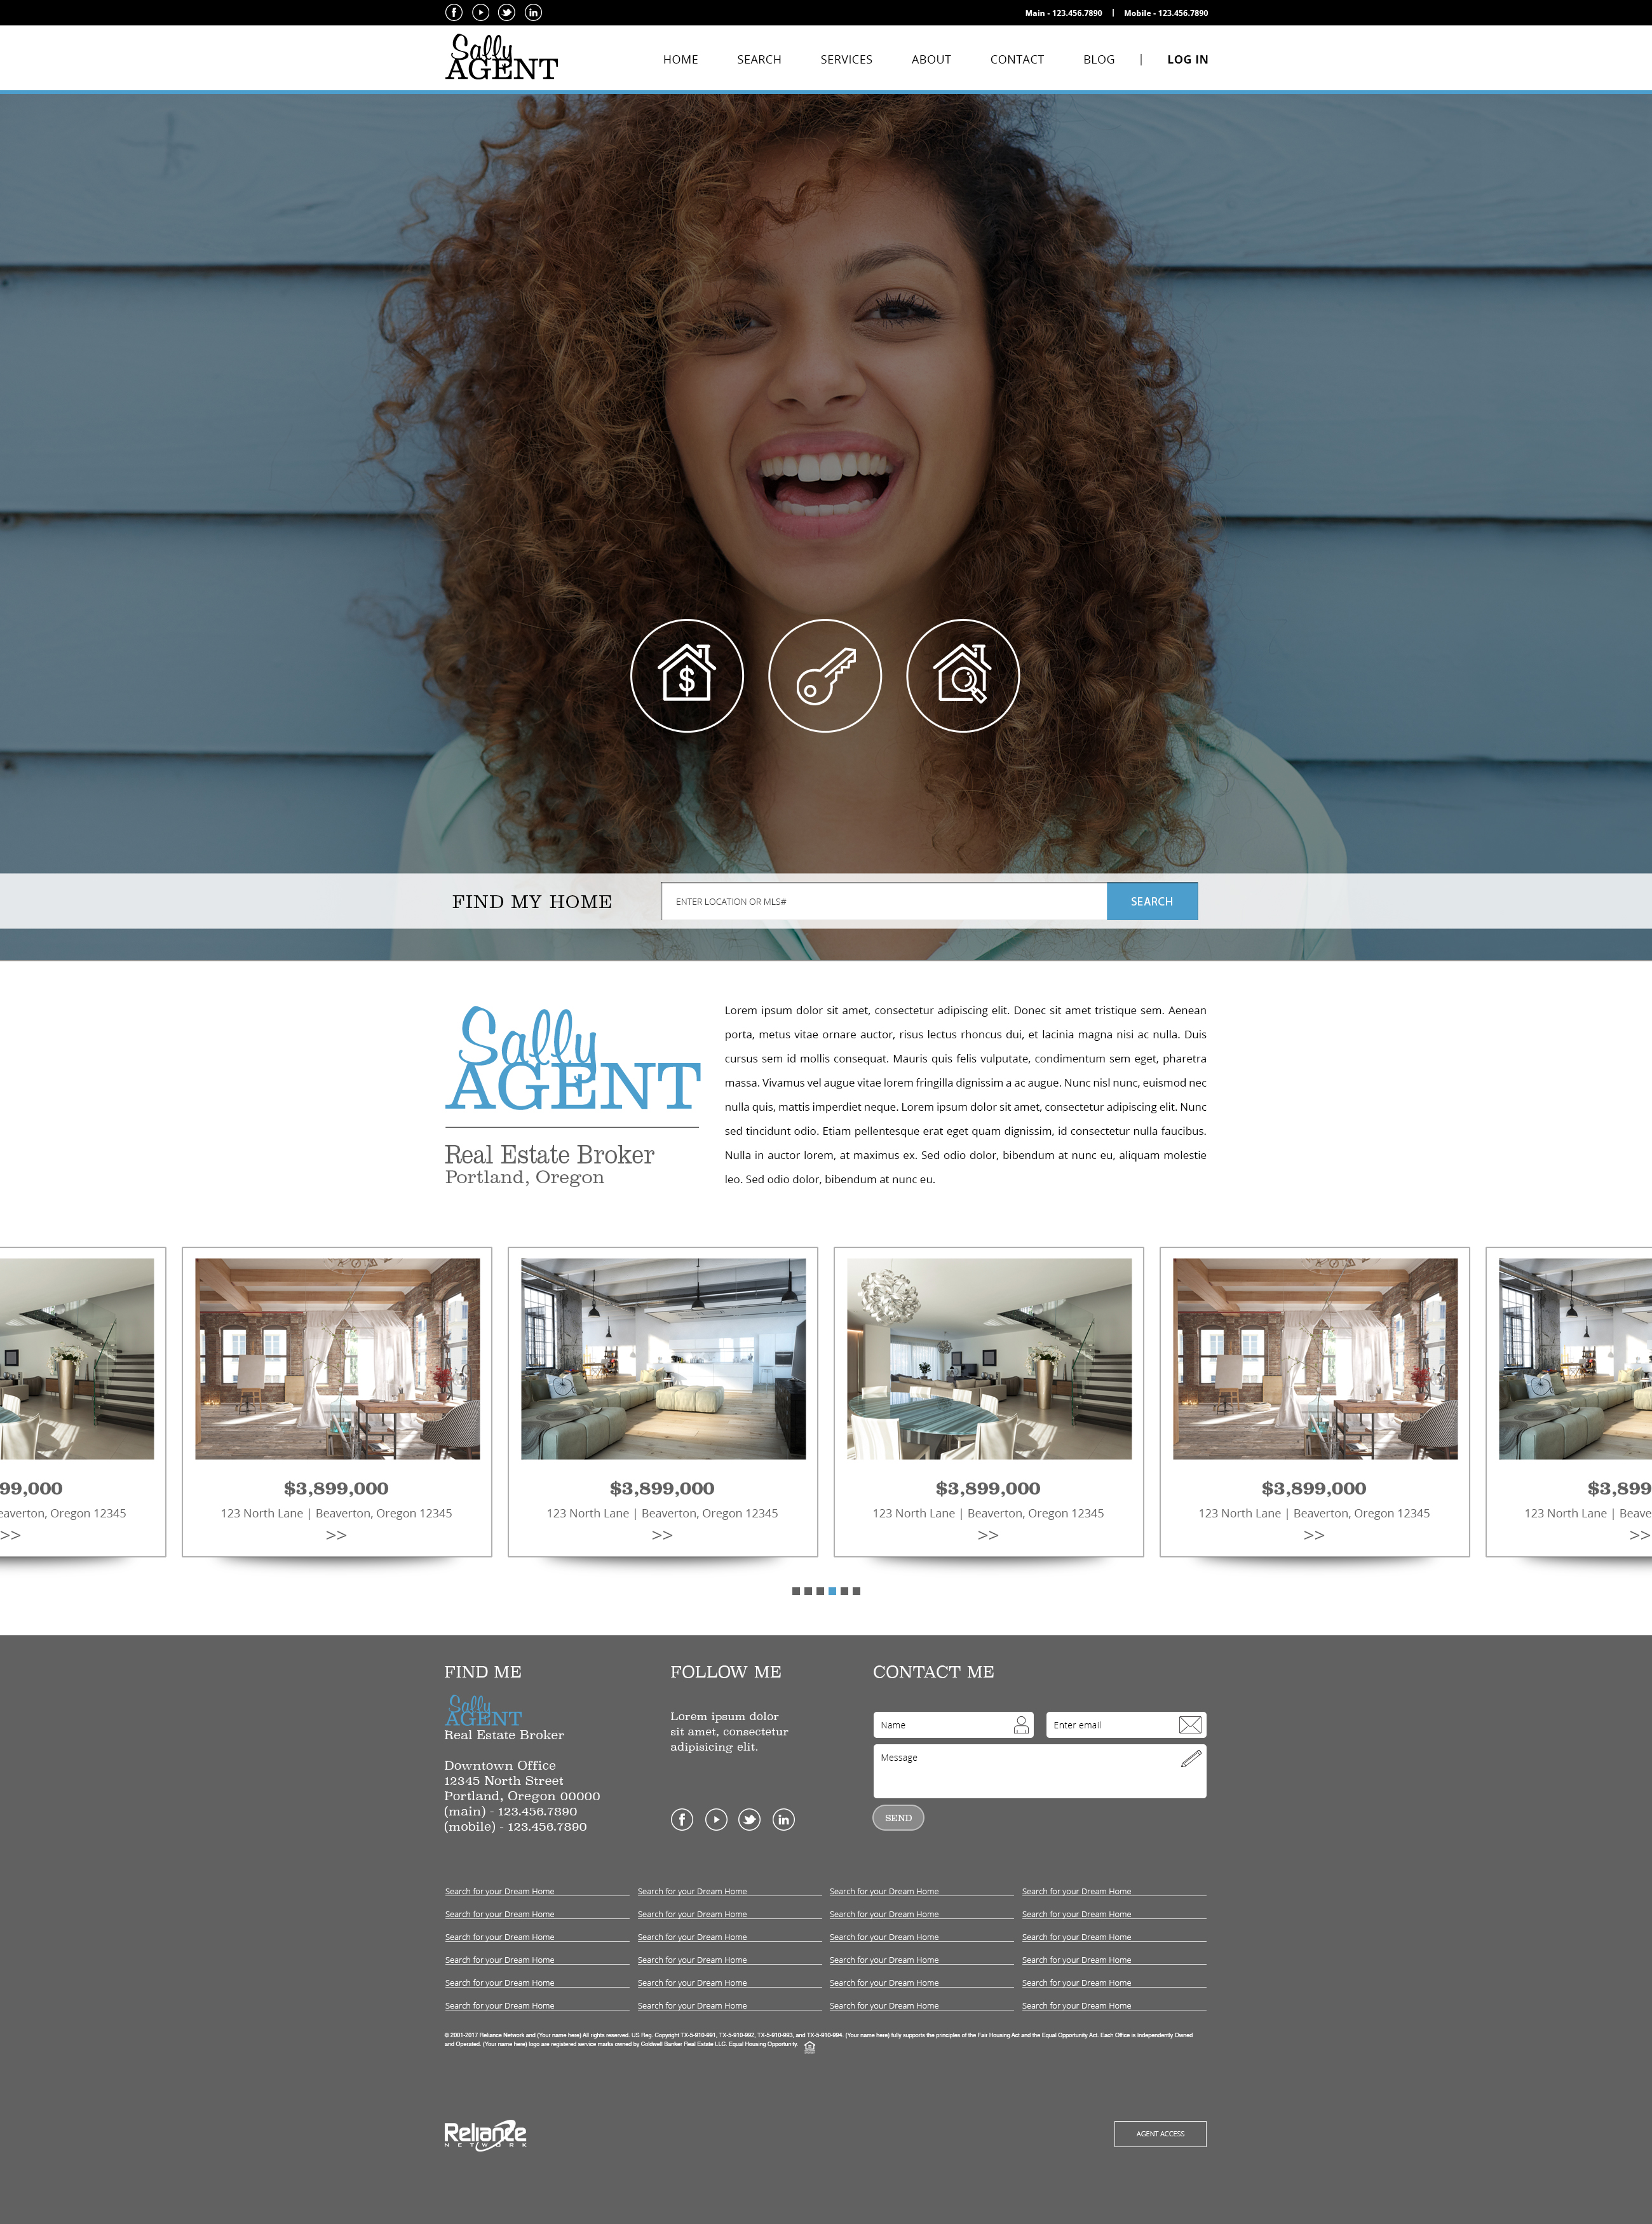 Main - 123.456.7890 | Mobile - 123.456.7890
Sally
AGENT
HOME SEARCH SERVICES ABOUT CONTACT BLOG | LOG IN
$
FIND MY HOME
ENTER LOCATION OR MLS#
SEARCH
Sally
AGENT
Real Estate Broker
Portland, Oregon
Lorem ipsum dolor sit amet, consectetur adipiscing elit. Donec sit amet tristique sem. Aenean
porta, metus vitae ornare auctor, risus lectus rhoncus dui, et lacinia magna nisi ac nulla. Duis
cursus sem id mollis consequat. Mauris quis felis vulputate, condimentum sem eget, pharetra
massa. Vivamus vel augue vitae lorem fringilla dignissim a ac augue. Nunc nisl nunc, euismod nec
nulla quis, mattis imperdiet neque. Lorem ipsum dolor sit amet, consectetur adipiscing elit. Nunc
sed tincidunt odio. Etiam pellentesque erat eget quam dignissim, id consectetur nulla faucibus.
Nulla in auctor lorem, at maximus ex. Sed odio dolor, bibendum at nunc eu, aliquam molestie
leo. Sed odio dolor, bibendum at nunc eu.
99,000
eaverton, Oregon 12345
>>
$3,899,000
123 North Lane | Beaverton, Oregon 12345
>>
$3,899,000
123 North Lane | Beaverton, Oregon 12345
>>
$3,899,000
123 North Lane | Beaverton, Oregon 12345
>>
$3,899,000
123 North Lane | Beaverton, Oregon 12345
>>
$3,899
123 North Lane | Beave
>>
FIND ME
Sally
AGENT
Real Estate Broker
Downtown Office
12345 North Street
Portland, Oregon 00000
(main) - 123.456.7890
(mobile) - 123.456.7890
FOLLOW ME
Lorem ipsum dolor
sit amet, consectetur
adipisicing elit.
CONTACT ME
Name
Enter email
Message
SEND
Search for your Dream Home Search for your Dream Home Search for your Dream Home Search for your Dream Home
Search for your Dream Home Search for your Dream Home Search for your Dream Home Search for your Dream Home
Search for your Dream Home Search for your Dream Home Search for your Dream Home Search for your Dream Home
Search for your Dream Home Search for your Dream Home Search for your Dream Home Search for your Dream Home
Search for your Dream Home Search for your Dream Home Search for your Dream Home Search for your Dream Home
Search for your Dream Home Search for your Dream Home Search for your Dream Home Search for your Dream Home
© 2001-2017 Reliance Network and (Your name here) All rights reserved. US Reg. Copyright TX-5-910-991, TX-5-910-992, TX-5-910-993, and TX-5-910-994. (Your name here) fully supports the principles of the Fair Housing Act and the Equal Opportunity Act. Each Office is Independently Owned
and Operated. (Your name here) logo are registered service marks owned by Coldwell Banker Real Estate LLC. Equal Housing Opportunity.
Reliance
NETWORK
AGENT ACCESS